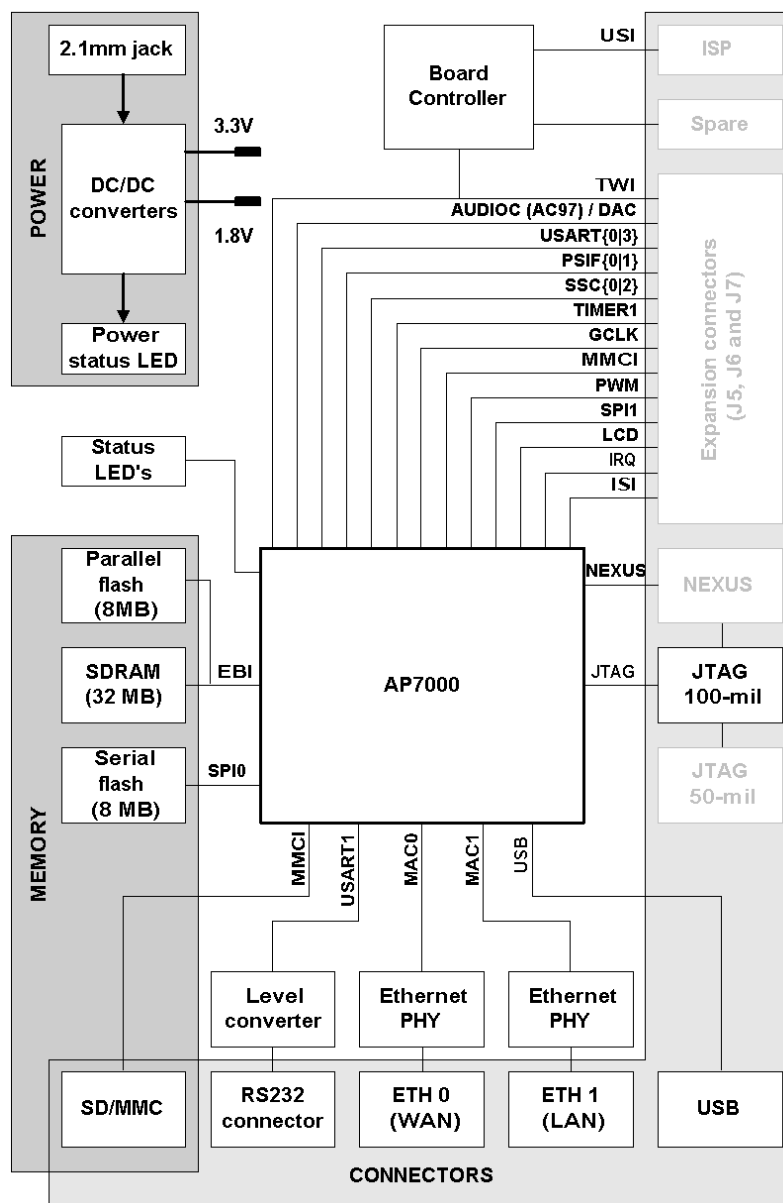 2.1mm jack
DC/DC
converters
3.3V
1.8V
Power
status LED
POWER
Board
Controller
USI
ISP
Spare
TWI
AUDIOC (AC97) / DAC
USART{0|3}
PSIF{0|1}
SSC{0|2}
TIMER1
GCLK
MMCI
PWM
SPI1
LCD
IRQ
ISI
Expansion connectors
(J5, J6 and J7)
Status
LED's
Parallel
flash
(8MB)
SDRAM
(32 MB)
EBI
Serial
flash
(8 MB)
SPI0
MEMORY
AP7000
NEXUS
NEXUS
JTAG
JTAG
100-mil
JTAG
50-mil
MMCI
USART1
MAC0
MAC1
USB
Level
converter
Ethernet
PHY
Ethernet
PHY
SD/MMC
RS232
connector
ETH 0
(WAN)
ETH 1
(LAN)
USB
CONNECTORS